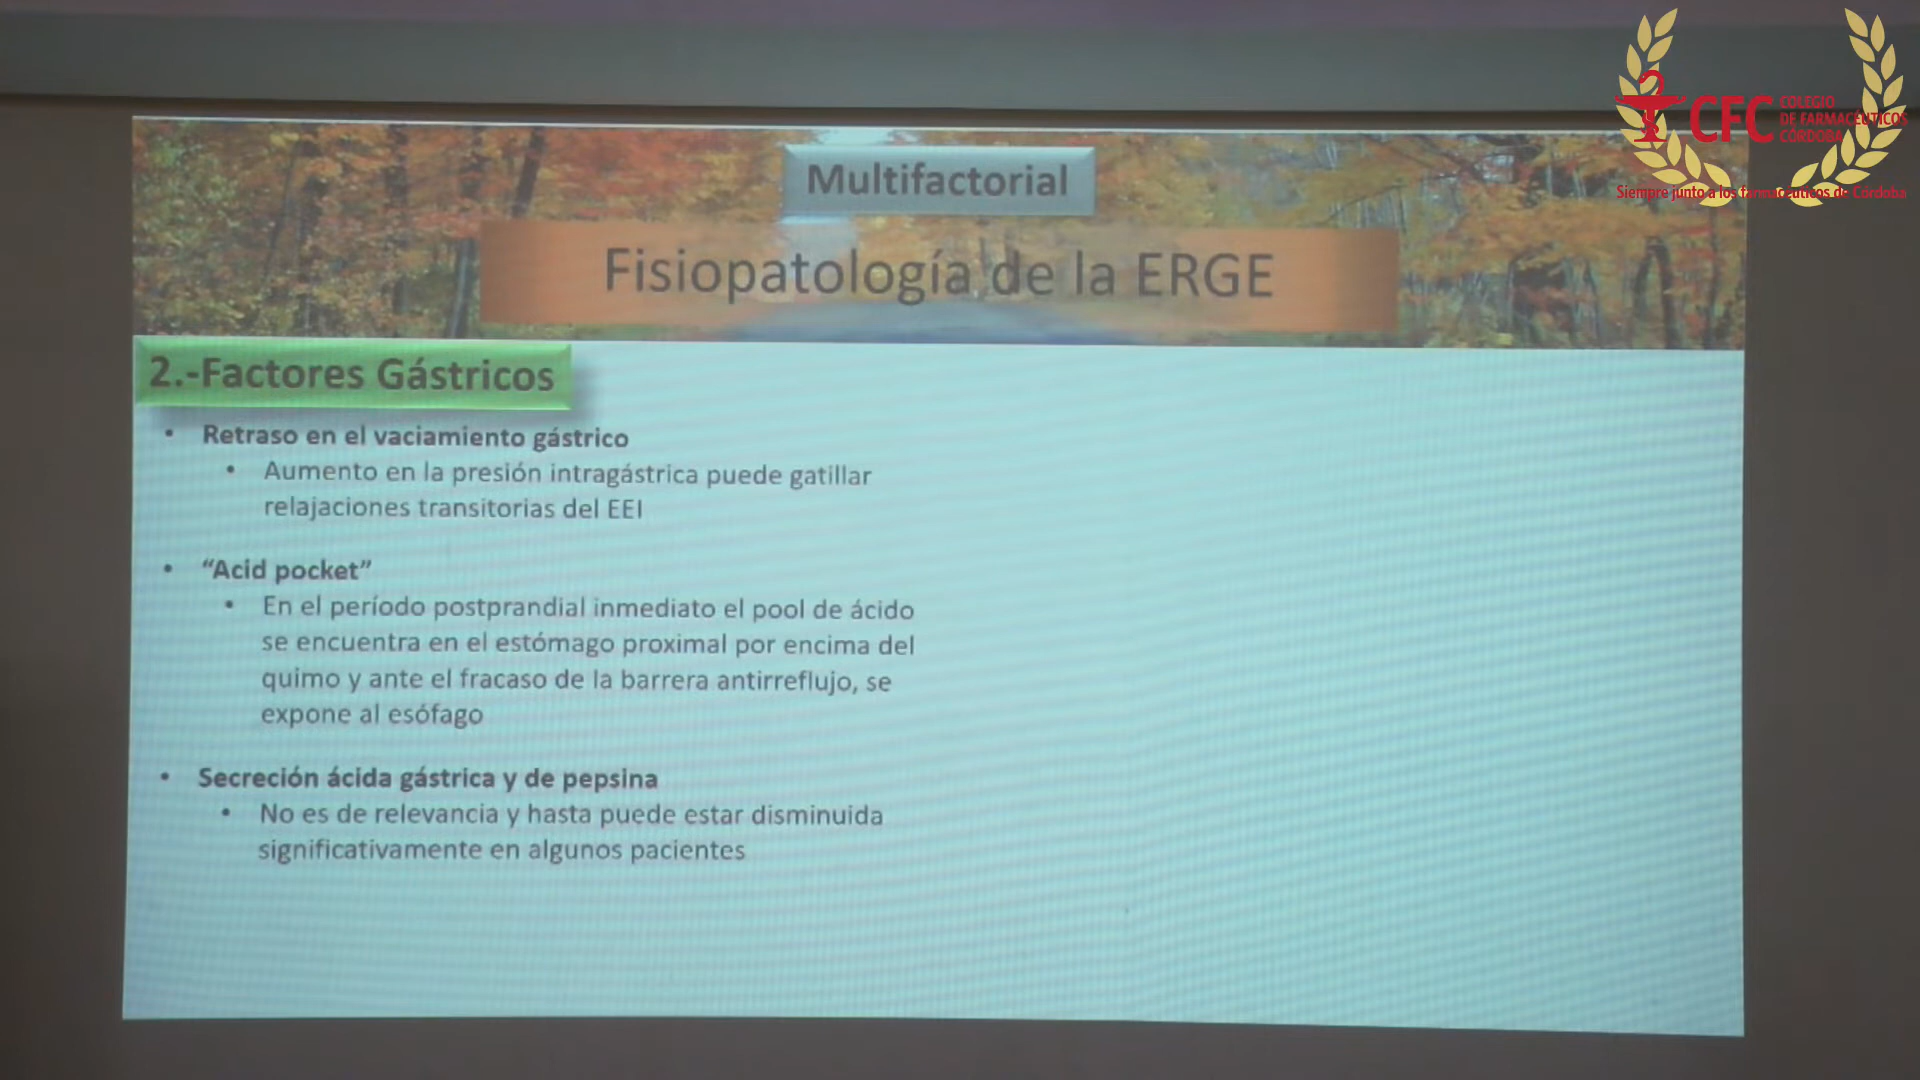 CFC
COLEGIO
DE FARMACÉUTICOS
CÓRDOBA
Siempre junto a los farmacéuticos de Córdoba
Multifactorial
Fisiopatología de la ERGE
2.-Factores Gástricos
• Retraso en el vaciamiento gástrico
• Aumento en la presión intragástrica puede gatillar
relajaciones transitorias del EEI
• “Acid pocket”
• En el período postprandial inmediato el pool de ácido
se encuentra en el estómago proximal por encima del
quimo y ante el fracaso de la barrera antirreflujo, se
expone al esófago
• Secreción ácida gástrica y de pepsina
• No es de relevancia y hasta puede estar disminuida
significativamente en algunos pacientes